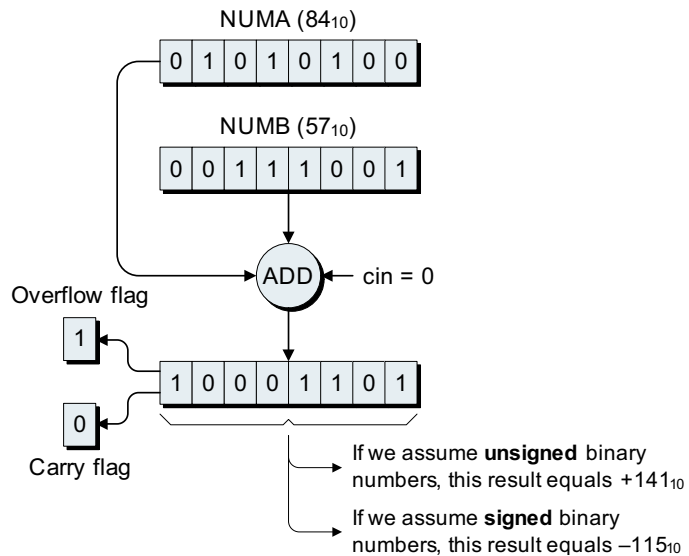 NUMA (84₁₀)
0 1 0 1 0 1 0 0
NUMB (57₁₀)
0 0 1 1 1 0 0 1
ADD
cin = 0
Overflow flag
1
1 0 0 0 1 1 0 1
0
Carry flag
If we assume unsigned binary
numbers, this result equals +141₁₀
If we assume signed binary
numbers, this result equals –115₁₀